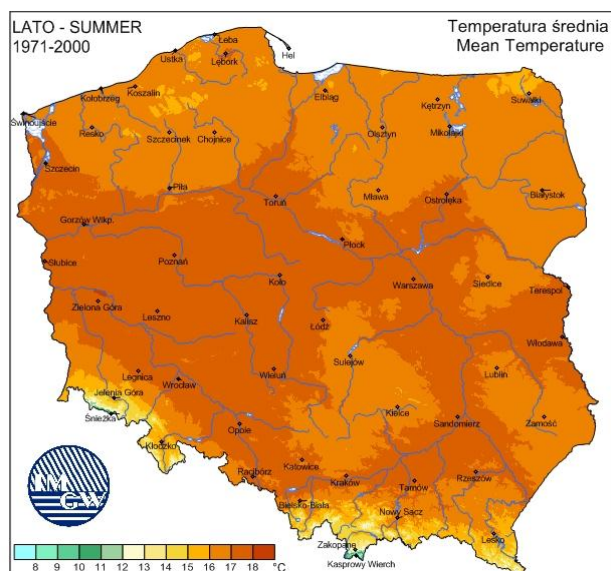 LATO - SUMMER
1971-2000
Temperatura średnia
Mean Temperature
Łeba
Ustka
Lębork
Hel
Koszalin
Kołobrzeg
Elbląg
Kętrzyn
Suwałki
Świnoujście
Resko
Szczecinek
Chojnice
Olsztyn
Mikołajki
Szczecin
Piła
Toruń
Mława
Ostrołęka
Białystok
Gorzów Wlkp.
Płock
Słubice
Poznań
Koło
Warszawa
Siedlce
Terespol
Zielona Góra
Leszno
Kalisz
Łódź
Włodawa
Sulejów
Legnica
Wrocław
Wieluń
Lublin
Jelenia Góra
Śnieżka
Kielce
Sandomierz
Zamość
Kłodzko
Opole
Katowice
Racibórz
Kraków
Tarnów
Rzeszów
Bielsko-Biała
Nowy Sącz
Lesko
Zakopane
Kasprowy Wierch
IM
GW
8 9 10 11 12 13 14 15 16 17 18 °C